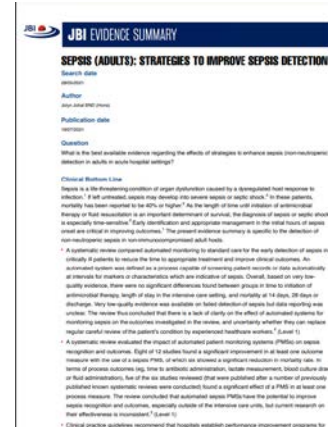 JBI
JBI EVIDENCE SUMMARY
SEPSIS (ADULTS): STRATEGIES TO IMPROVE SEPSIS DETECTION
Search date
Author
Publication date
Question
What is the best available evidence regarding the effects of strategies to enhance sepsis (non-neutropenic)
detection in adults in acute hospital settings?
Clinical Bottom Line
Sepsis is a life-threatening condition of organ dysfunction caused by a dysregulated host response to
infection. If left untreated, sepsis may develop into severe sepsis or septic shock. In these patients,
mortality has been reported to be 40% or higher. As the length of time until initiation of antimicrobial
therapy or fluid resuscitation is an important determinant of survival, the diagnosis of sepsis or septic shock
is especially time-sensitive. Early identification and appropriate management in the initial hours of sepsis
onset are critical in improving outcomes. The present evidence summary is specific to the detection of
non-neutropenic sepsis in non-immunocompromised adult hosts.
• A systematic review compared automated monitoring to standard care for the early detection of sepsis in
critically ill patients to reduce the time to appropriate treatment and improve clinical outcomes. An
automated system was defined as a process capable of screening patient records or data automatically
at intervals for markers or characteristics which are indicative of sepsis. Overall, based on very low-
quality evidence, there were no significant differences found between groups in time to initiation of
antimicrobial therapy, length of stay in the intensive care setting, and mortality at 14 days, 28 days or
discharge. Very low-quality evidence was available on failed detection of sepsis but data reporting was
unclear. The review thus concluded that there is a lack of clarity on the effect of automated systems for
monitoring sepsis on the outcomes investigated in the review, and uncertainty whether they can replace
regular careful review of the patient's condition by experienced healthcare workers. (Level 1)
• A systematic review evaluated the impact of automated patient monitoring systems (PMSs) on sepsis
recognition and outcomes. Eight of 12 studies found a significant improvement in at least one outcome
measure with the use of a sepsis PMS, of which six showed a significant reduction in mortality rate. In
terms of process outcomes (eg, time to antibiotic administration, lactate measurement, blood culture draw
or fluid administration), five of the six studies reviewed (that were published after a number of previously
published known systematic reviews were conducted) found a significant effect of a PMS in at least one
process measure. The review concluded that automated sepsis PMSs have the potential to improve
sepsis recognition and outcomes, especially outside of the intensive care units, but current research on
their effectiveness is inconsistent. (Level 1)
• Clinical practice guidelines recommend that hospitals establish performance improvement programs for